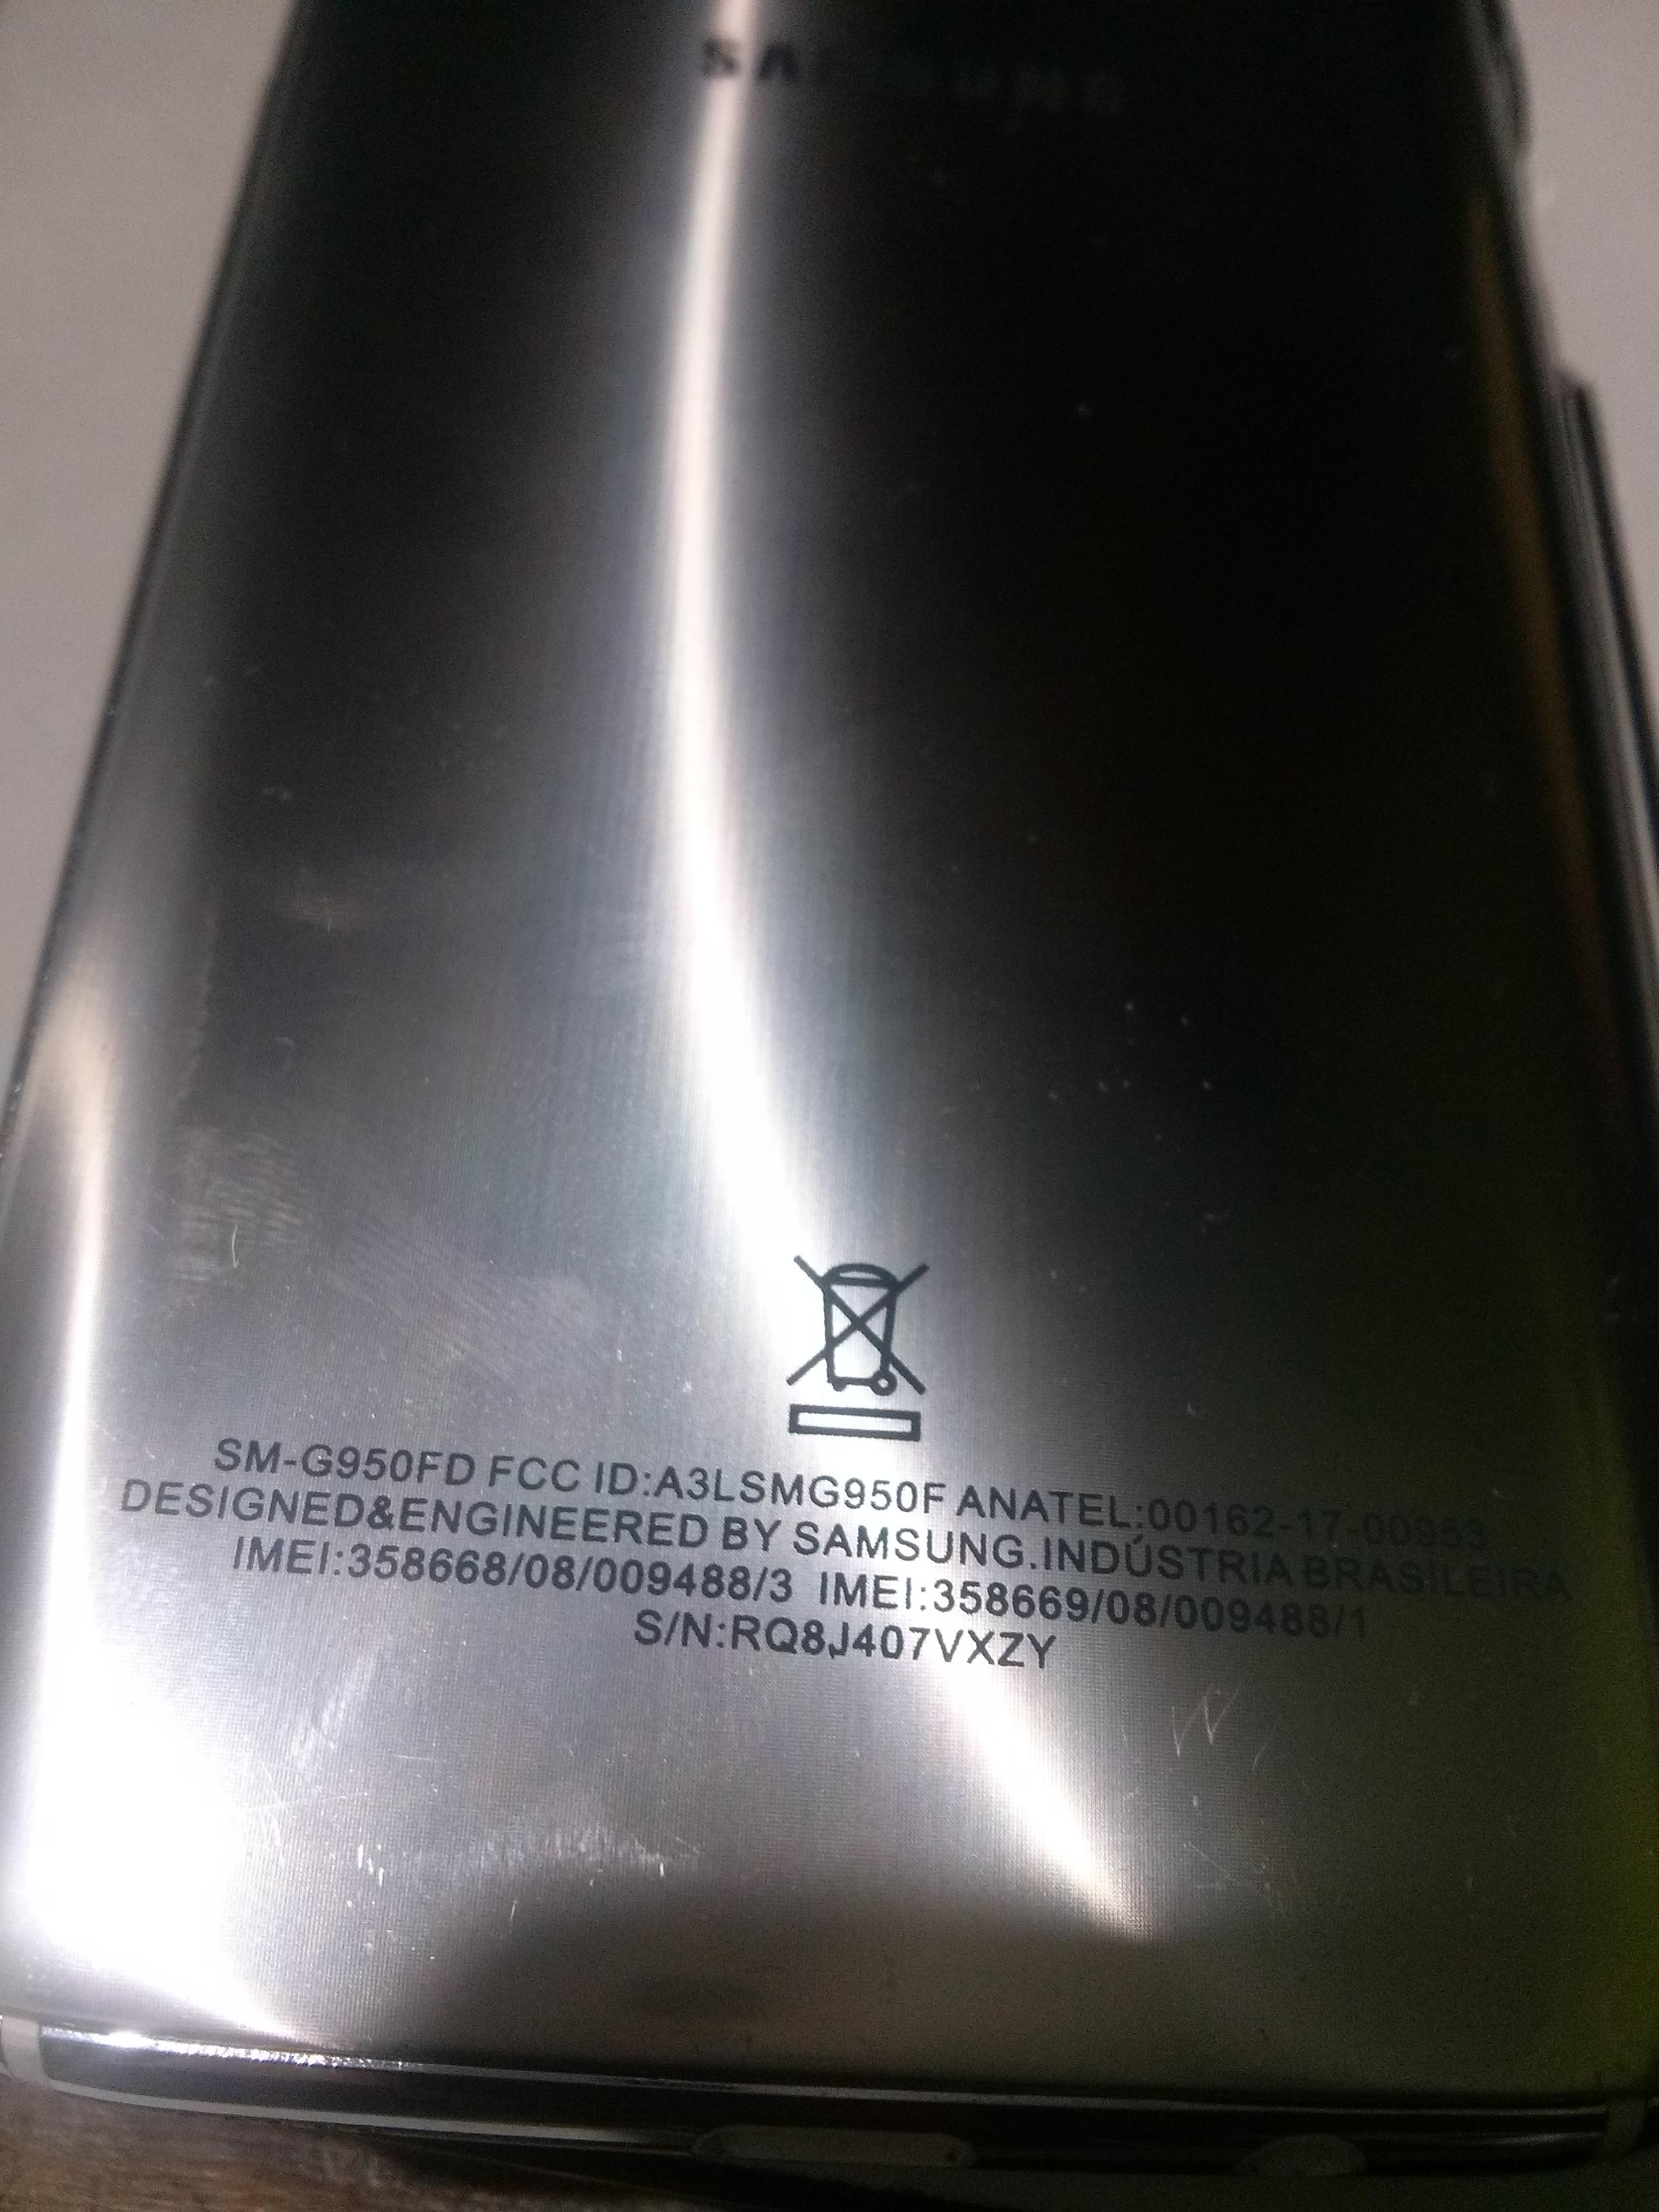 SAMSUNG
SM-G950FD FCC ID:A3LSMG950F ANATEL:00162-17-00953
DESIGNED&ENGINEERED BY SAMSUNG.INDÚSTRIA BRASILEIRA
IMEI:358668/08/009488/3 IMEI:358669/08/009488/1
S/N:RQ8J407VXZY